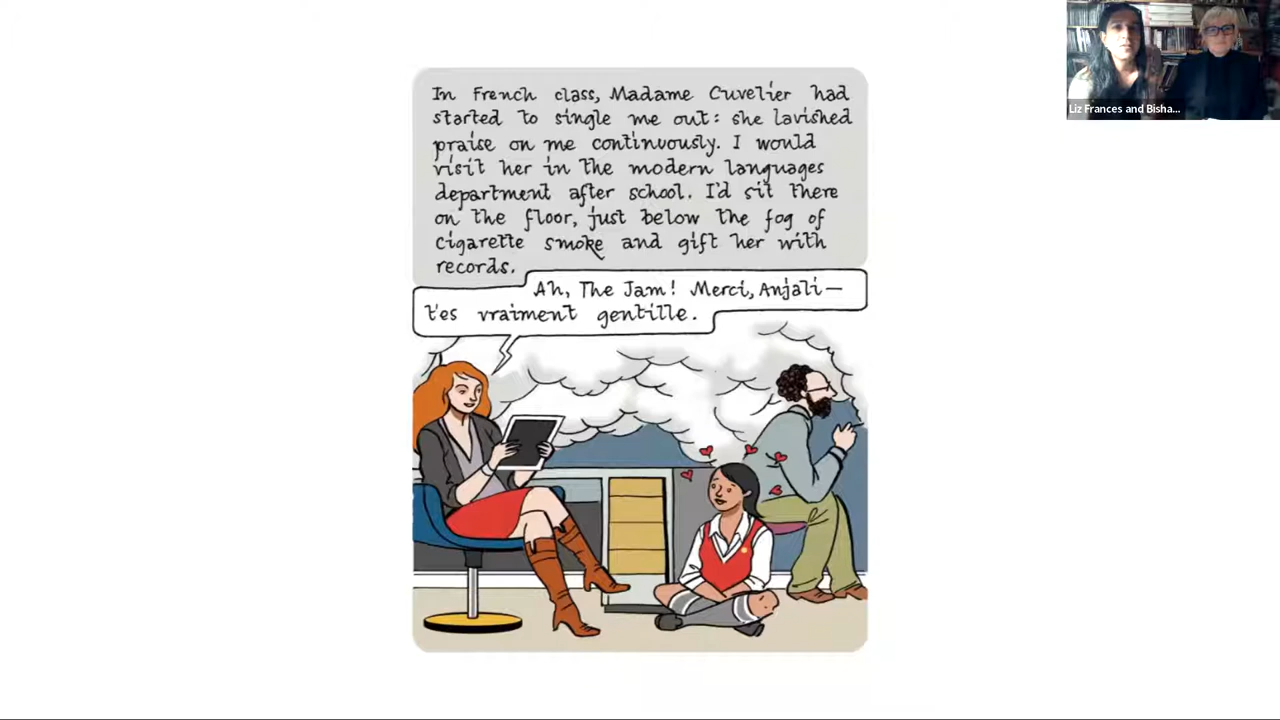 In French class, Madame Cuvelier had
started to single me out: she lavished
praise on me continuously. I would
visit her in the modern languages
department after school. I'd sit there
on the floor, just below the fog of
cigarette smoke and gift her with
records.
Ah, The Jam! Merci, Anjali—
t'es vraiment gentille.
Liz Frances and Bisha...